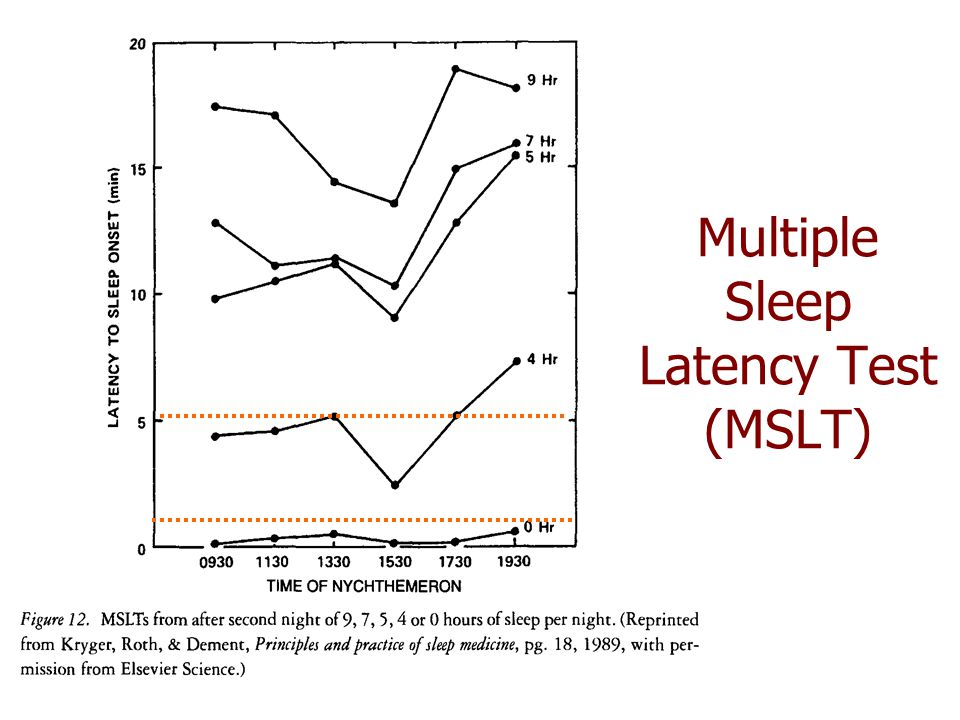 20
15
10
5
0
LATENCY TO SLEEP ONSET (min)
9 Hr
7 Hr
5 Hr
4 Hr
0 Hr
0930 1130 1330 1530 1730 1930
TIME OF NYCHTHEMERON
Multiple
Sleep
Latency Test
(MSLT)
Figure 12. MSLTs from after second night of 9, 7, 5, 4 or 0 hours of sleep per night. (Reprinted
from Kryger, Roth, & Dement, Principles and practice of sleep medicine, pg. 18, 1989, with per-
mission from Elsevier Science.)